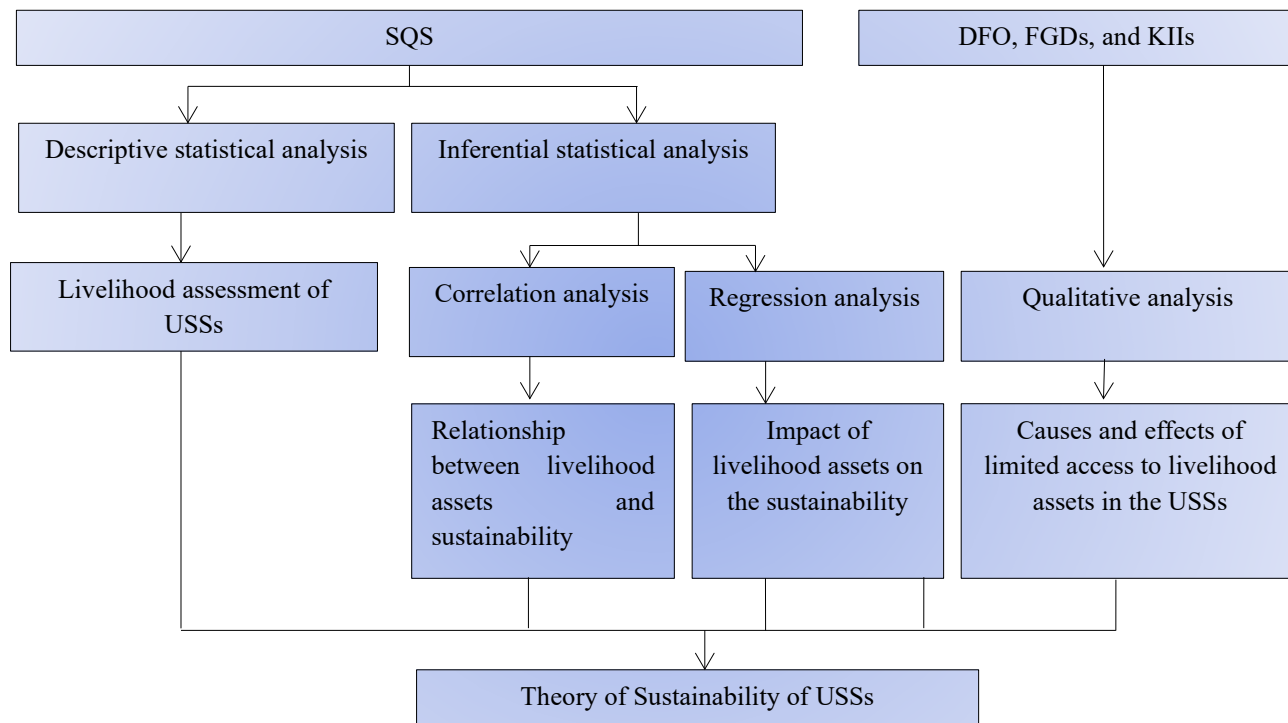 SQS
DFO, FGDs, and KIIs
Descriptive statistical analysis
Inferential statistical analysis
Livelihood assessment of
USSs
Correlation analysis
Regression analysis
Qualitative analysis
Relationship
between livelihood
assets and
sustainability
Impact of
livelihood assets on
the sustainability
Causes and effects of
limited access to livelihood
assets in the USSs
Theory of Sustainability of USSs